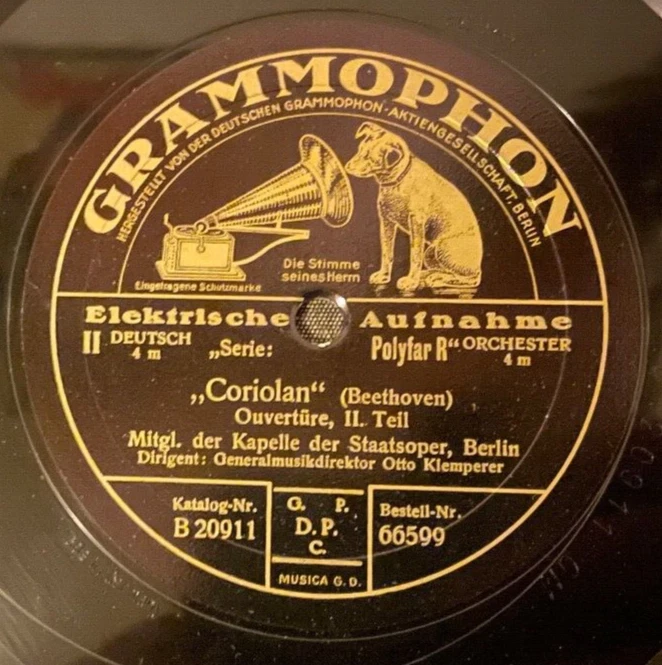 GRAMMOPHON
HERGESTELLT VON DER DEUTSCHEN GRAMMOPHON-AKTIENGESELLSCHAFT, BERLIN
Die Stimme
seines Herrn
Eingetragene Schutzmarke
Elektrische Aufnahme
II DEUTSCH 4 m „Serie: Polyfar R“ ORCHESTER 4 m
„Coriolan“ (Beethoven)
Ouvertüre, II. Teil
Mitgl. der Kapelle der Staatsoper, Berlin
Dirigent: Generalmusikdirektor Otto Klemperer
Katalog-Nr.
B 20911
G. P.
D.P.
C.
MUSICA G. D.
Bestell-Nr.
66599